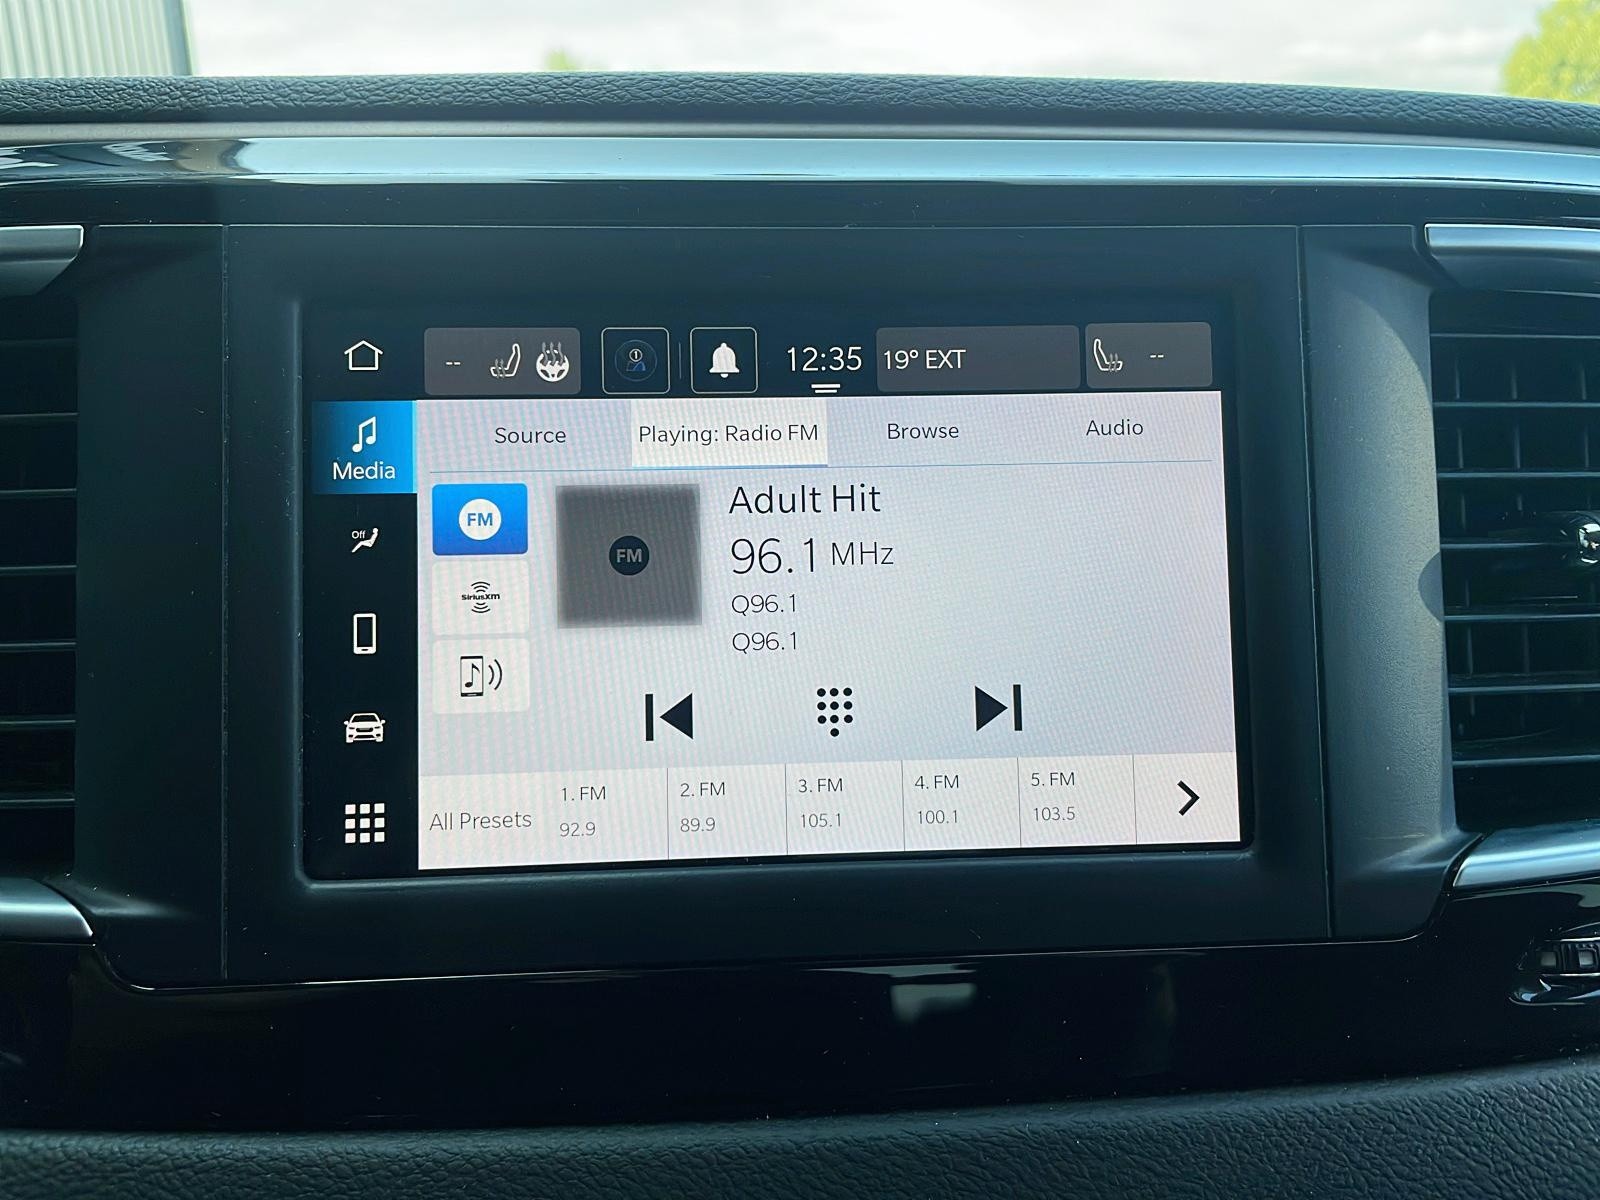 -- 1 12:35 19° EXT --
Media
Off
Source Playing: Radio FM Browse Audio
FM
SiriusXm
FM
Adult Hit
96.1 MHz
Q96.1
Q96.1
All Presets
1. FM
92.9
2. FM
89.9
3. FM
105.1
4. FM
100.1
5. FM
103.5